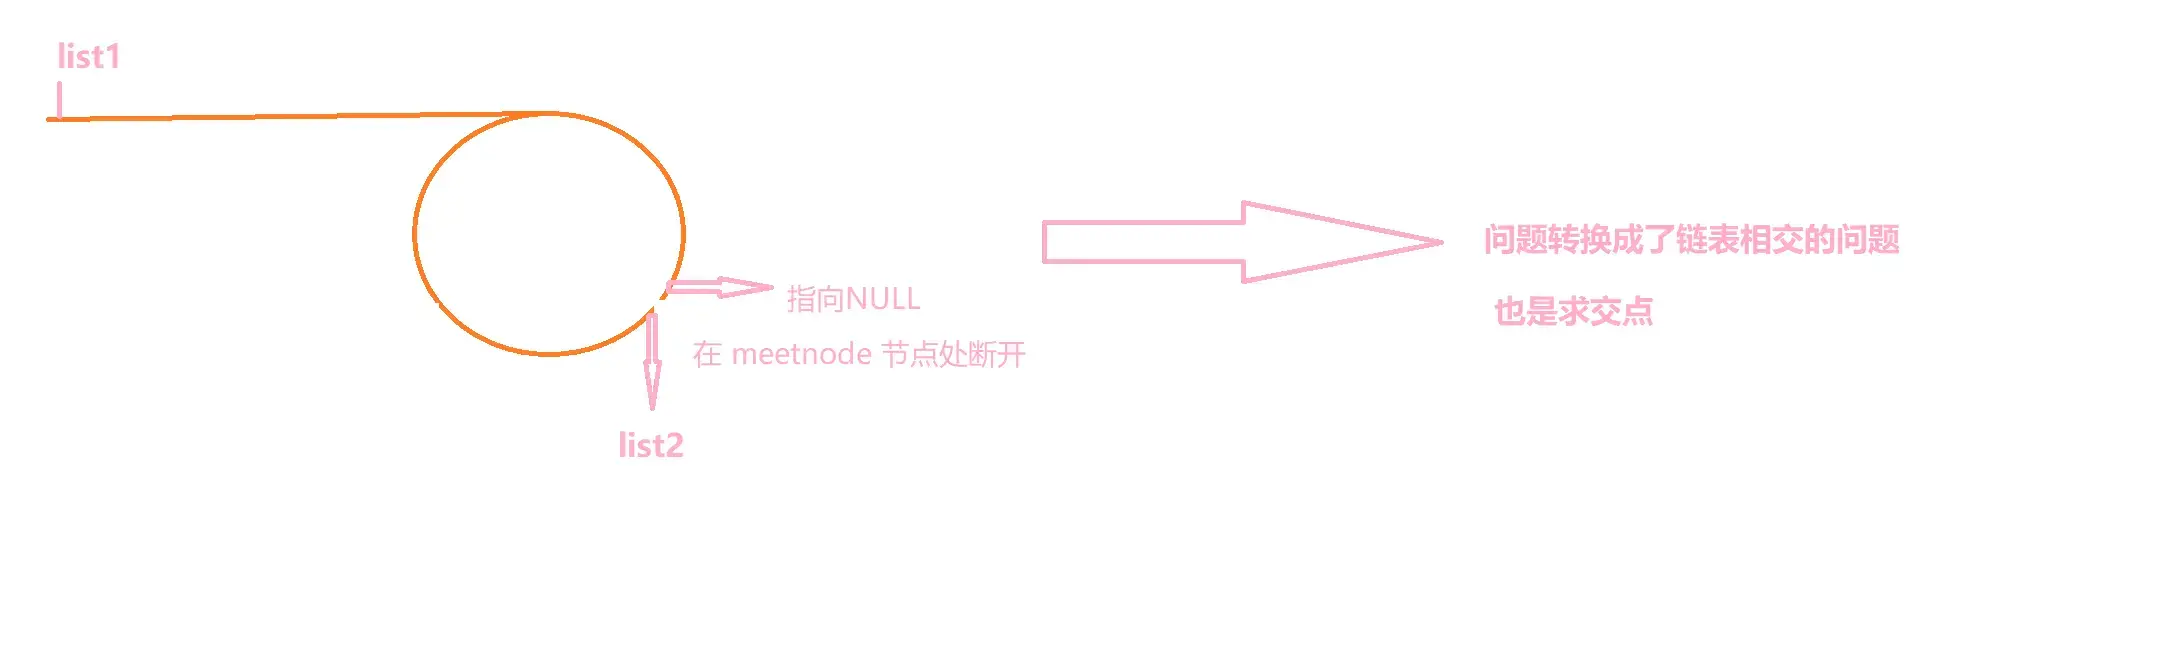 list1
问题转换成了链表相交的问题
指向NULL
也是求交点
在 meetnode 节点处断开
list2